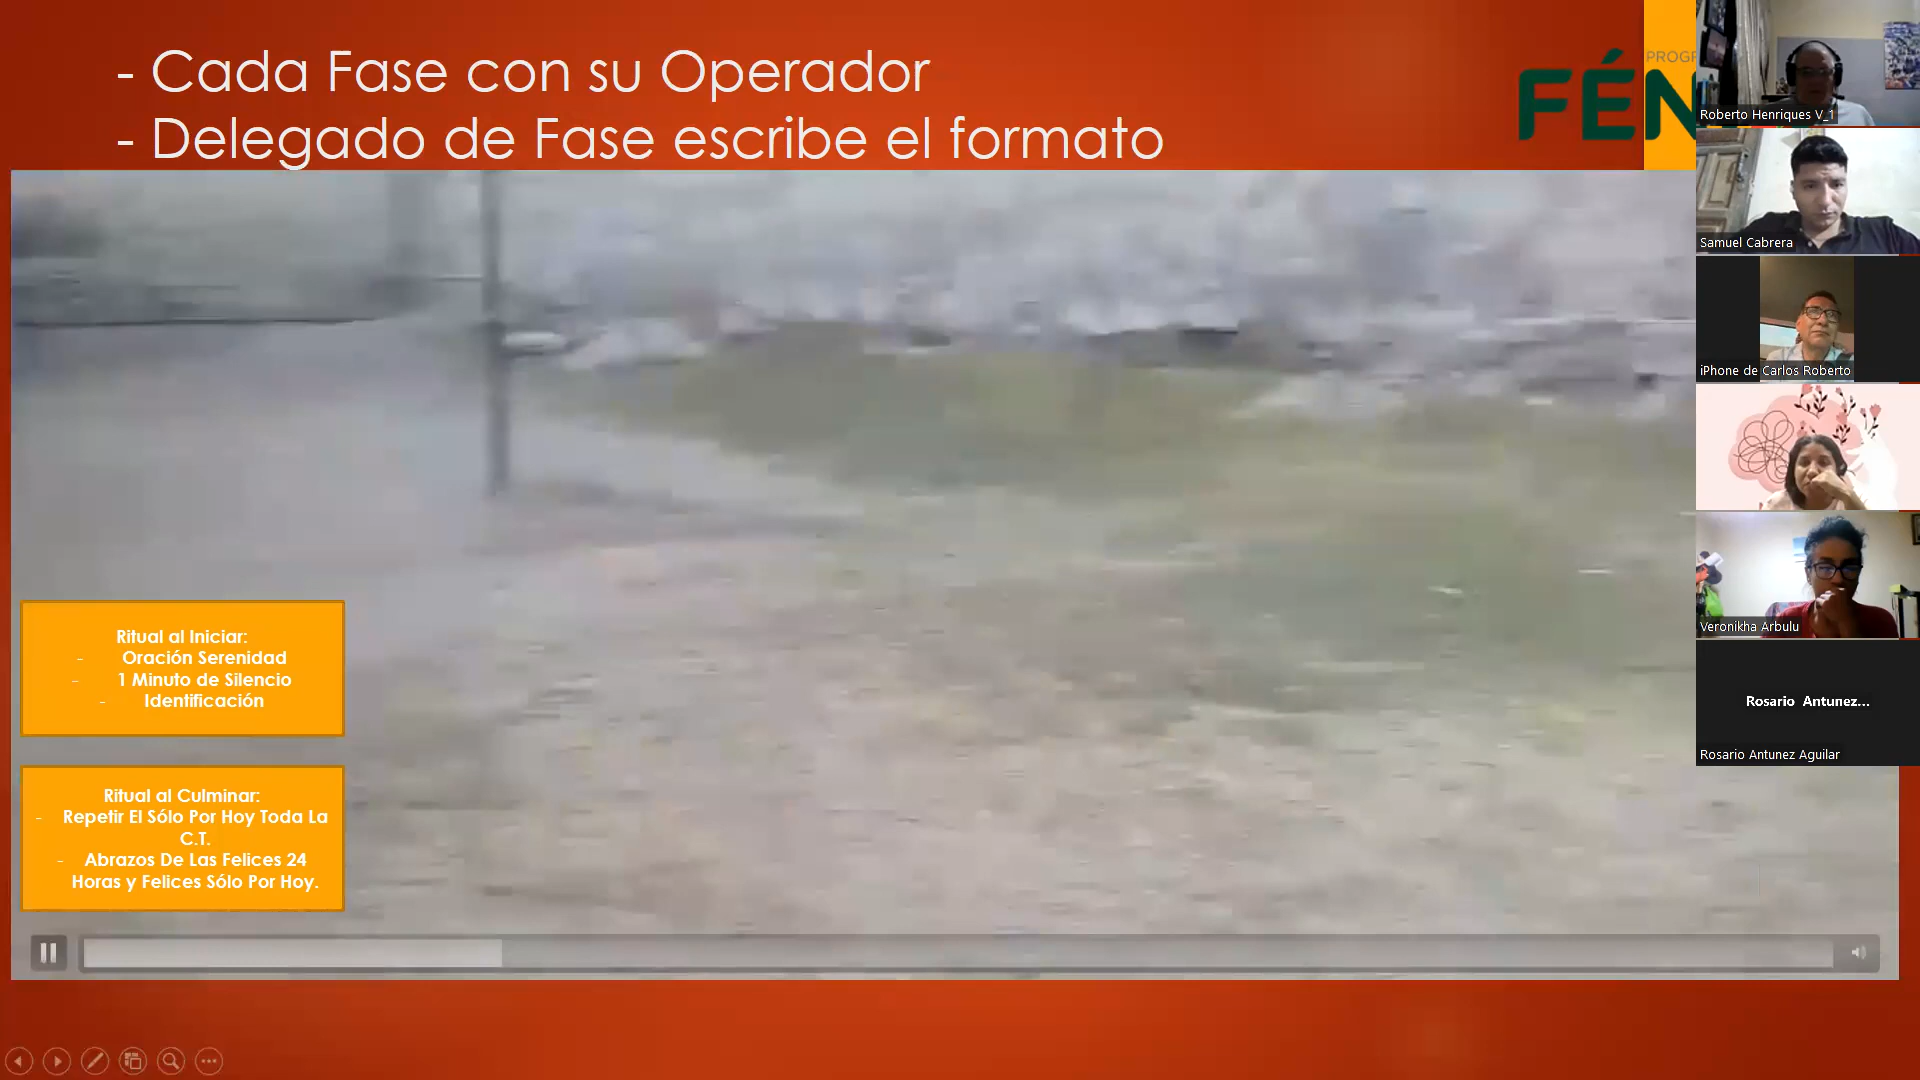 - Cada Fase con su Operador
- Delegado de Fase escribe el formato
PROGR
FÉN
Ritual al Iniciar:
- Oración Serenidad
- 1 Minuto de Silencio
- Identificación
Ritual al Culminar:
- Repetir El Sólo Por Hoy Toda La
C.T.
- Abrazos De Las Felices 24
Horas y Felices Sólo Por Hoy.
Roberto Henriques V_1
Samuel Cabrera
iPhone de Carlos Roberto
Veronikha Arbulu
Rosario Antunez...
Rosario Antunez Aguilar